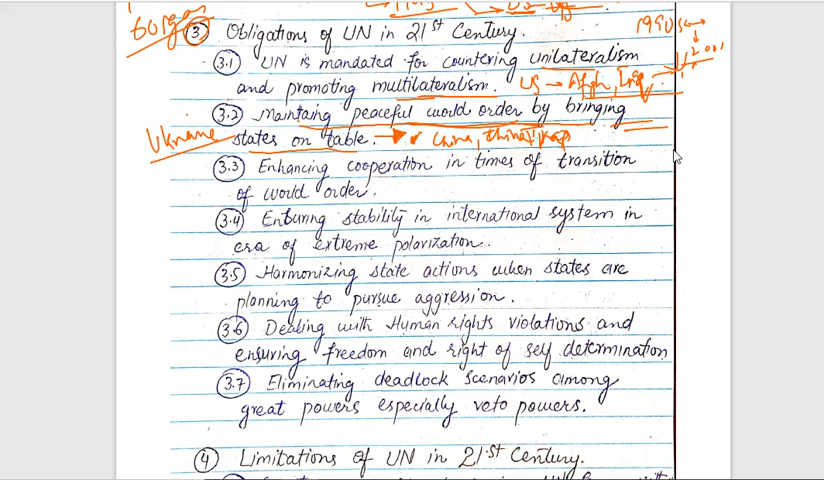 60 organs
③ Obligations of UN in 21st Century.
1990s
2001
3.1 UN is mandated for countering unilateralism
and promoting multilateralism. US → Afgh, Iraq
3.2 Maintaing peaceful world order by bringing
Ukraine states on table. → China,
3.3 Enhancing cooperation in times of transition
of world order.
3.4 Ensuring stability in international system in
era of extreme polarization.
3.5 Harmonizing state actions when states are
planning to pursue aggression.
3.6 Dealing with Human rights violations and
ensuring freedom and right of self determination
3.7 Eliminating deadlock scenarios among
great powers especially veto powers.
④ Limitations of UN in 21st Century.